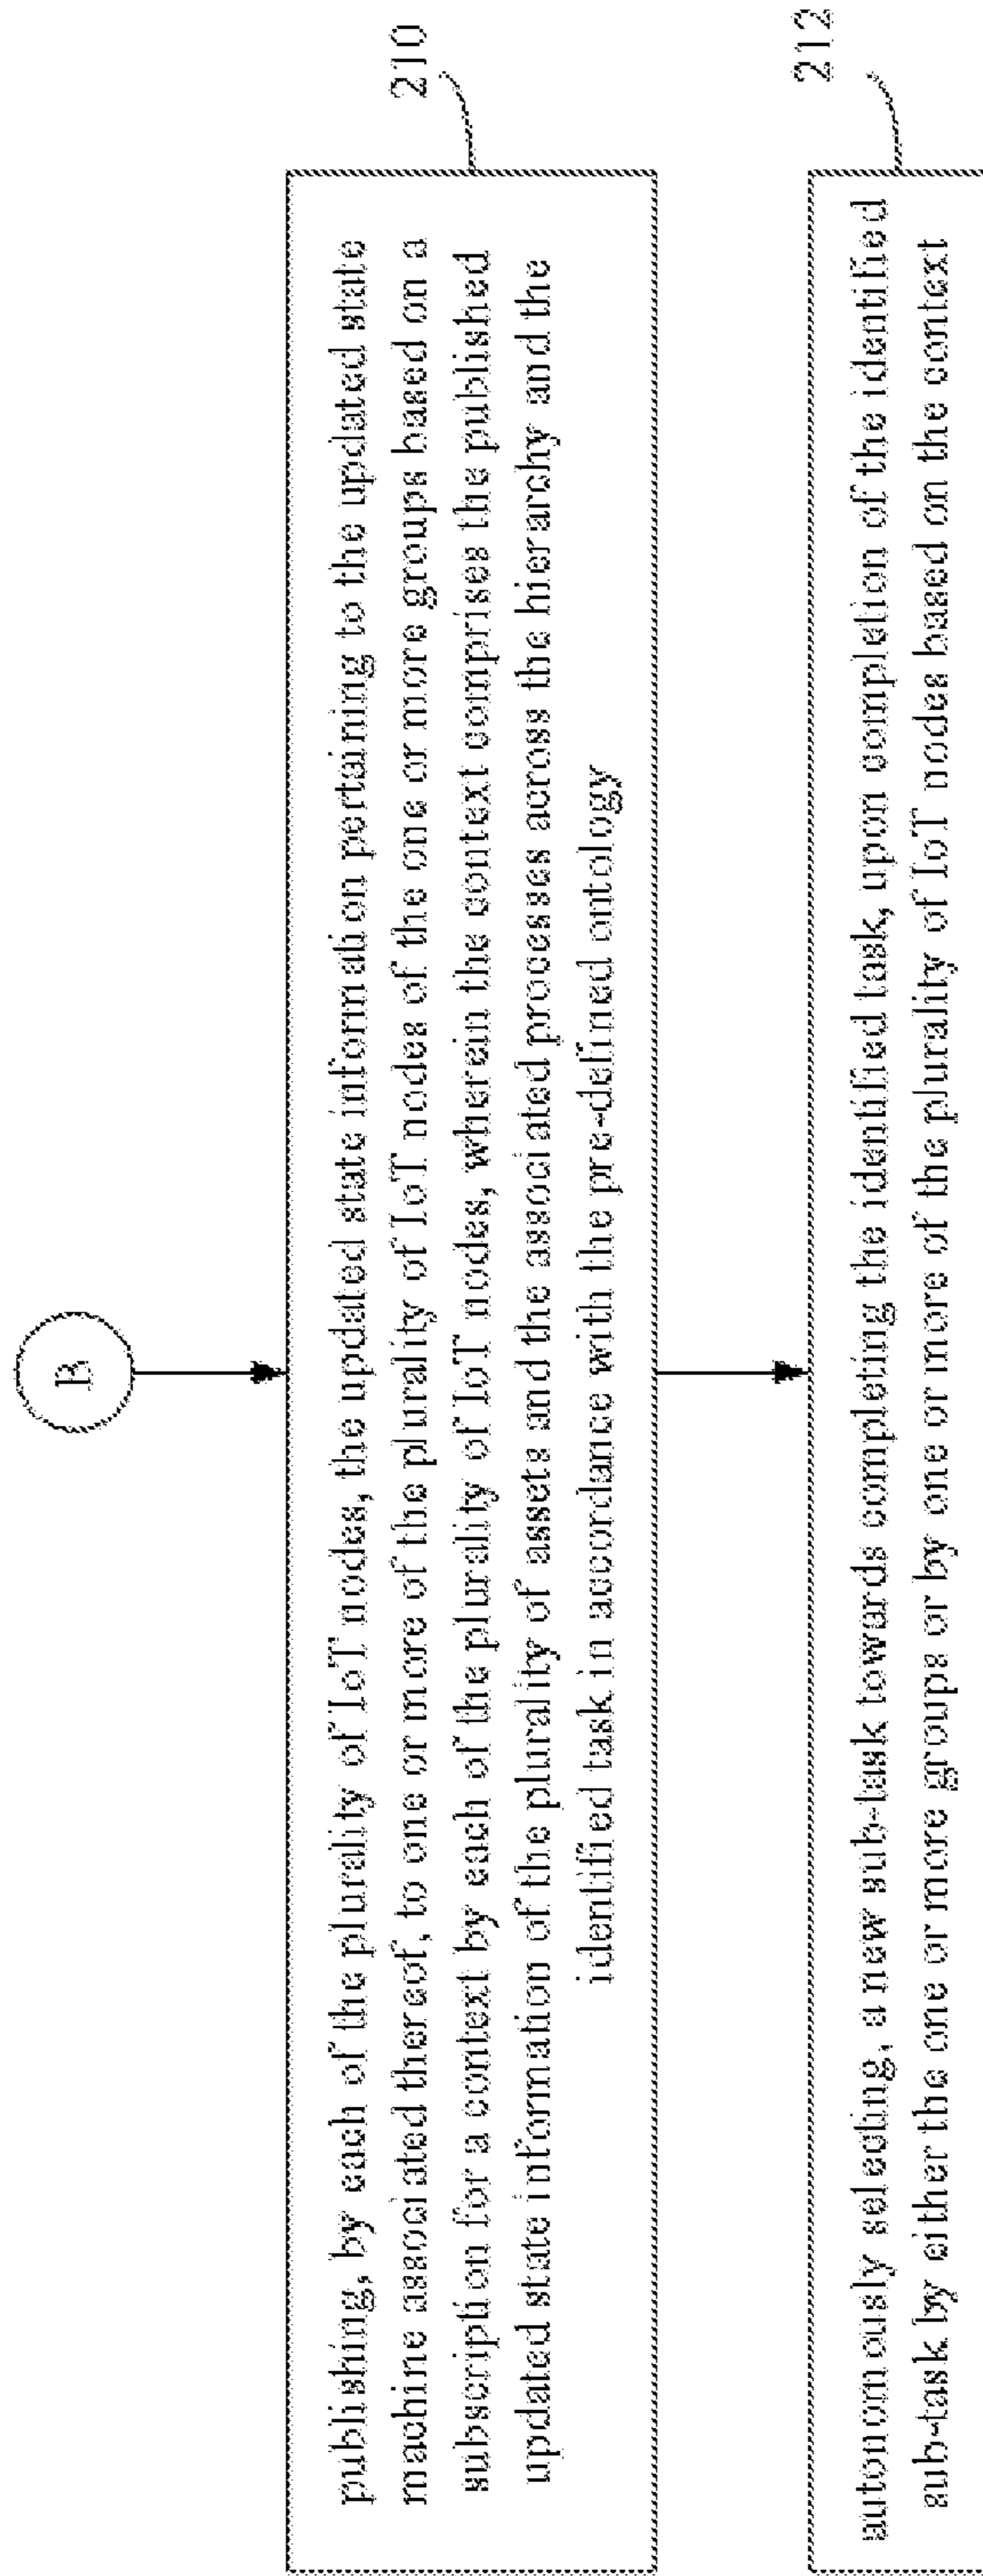 B
210
publishing, by each of the plurality of IoT nodes, the updated state information pertaining to the updated state
machine associated thereof, to one or more of the plurality of IoT nodes of the one or more groups based on a
subscription for a context by each of the plurality of IoT nodes, wherein the context comprises the published
updated state information of the plurality of assets and the associated processes across the hierarchy and the
identified task in accordance with the pre-defined ontology
212
autonomously selecting, a new sub-task towards completing the identified task, upon completion of the identified
sub-task by either the one or more groups or by one or more of the plurality of IoT nodes based on the context